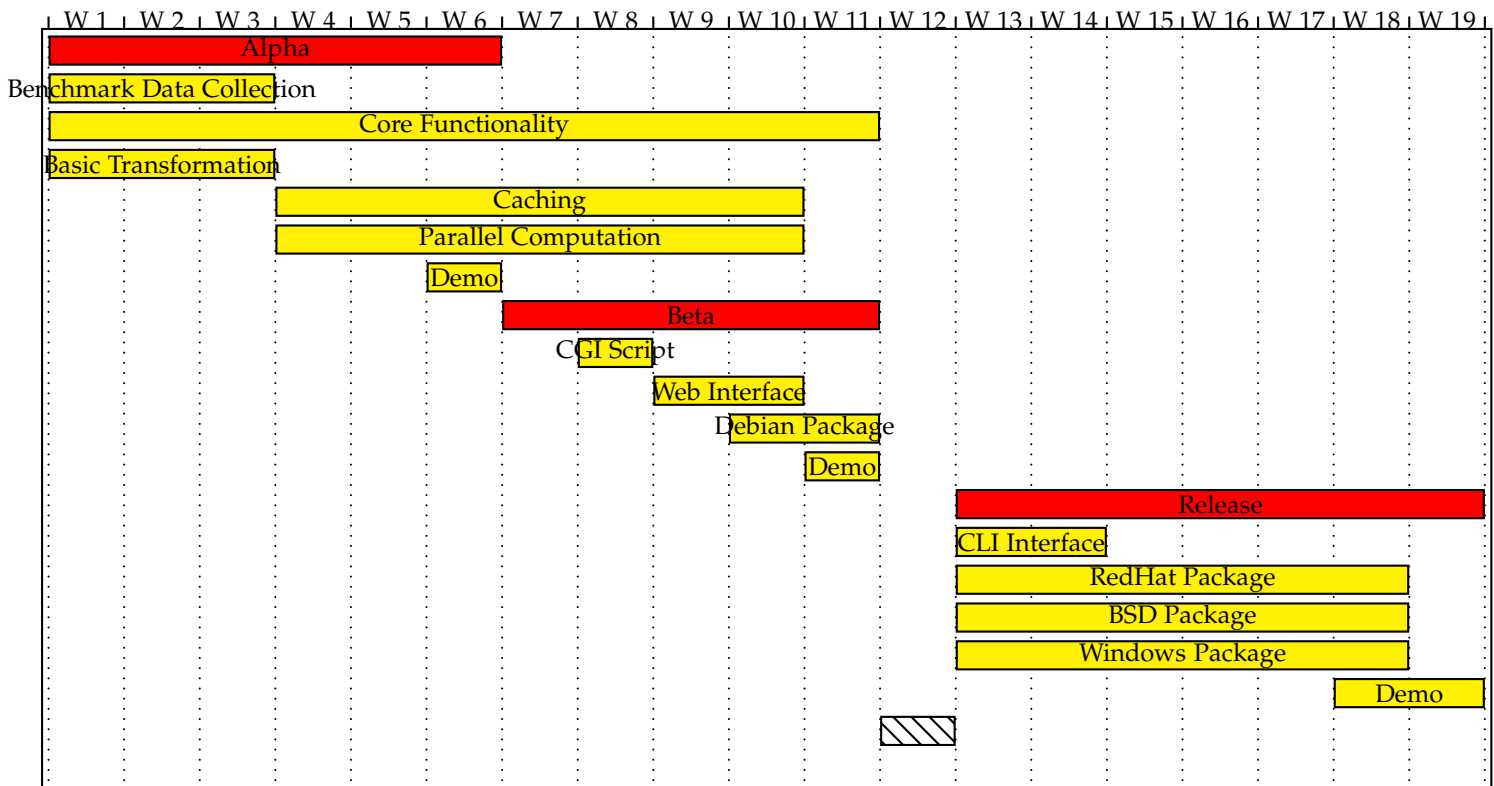 W 1 W 2 W 3 W 4 W 5 W 6 W 7 W 8 W 9 W 10 W 11 W 12 W 13 W 14 W 15 W 16 W 17 W 18 W 19
Alpha
Benchmark Data Collection
Core Functionality
Basic Transformation
Caching
Parallel Computation
Demo
Beta
CGI Script
Web Interface
Debian Package
Demo
Release
CLI Interface
RedHat Package
BSD Package
Windows Package
Demo